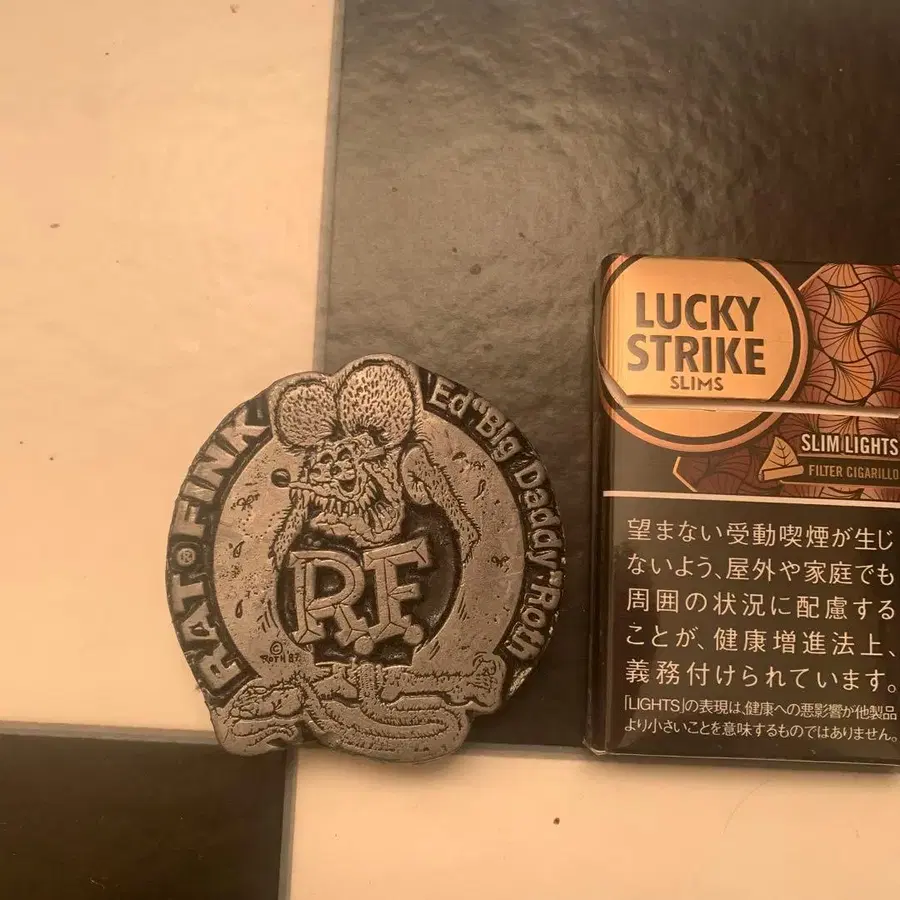 RAT®FINK
"Ed "Big Daddy" Roth
R.F.
©
ROTH '87
LUCKY
STRIKE
SLIMS
SLIM LIGHTS
FILTER CIGARILLO
望まない受動喫煙が生じ
ないよう、屋外や家庭でも
周囲の状況に配慮する
ことが、健康増進法上、
義務付けられています。
「LIGHTS」の表現は、健康への悪影響が他製品
より小さいことを意味するものではありません。